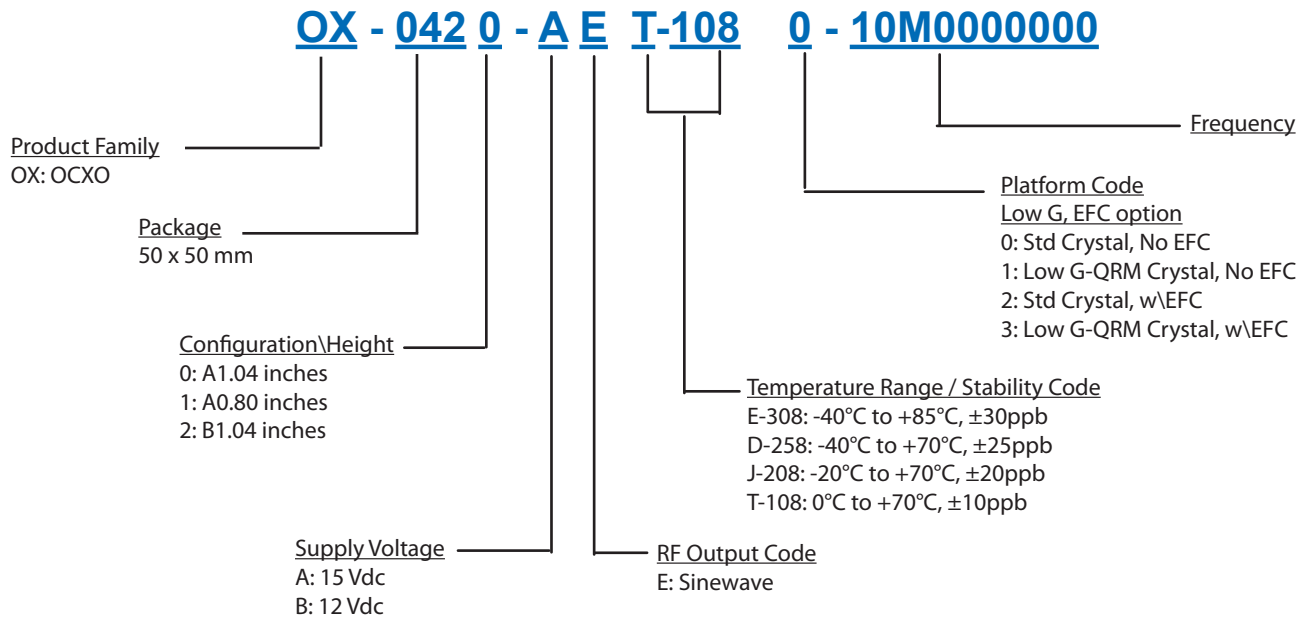 OX - 042 0 - A E T-108 0 - 10M0000000
Frequency
Product Family
OX: OCXO
Platform Code
Low G, EFC option
0: Std Crystal, No EFC
1: Low G-QRM Crystal, No EFC
2: Std Crystal, w\EFC
3: Low G-QRM Crystal, w\EFC
Package
50 x 50 mm
Configuration\Height
0: A1.04 inches
1: A0.80 inches
2: B1.04 inches
Temperature Range / Stability Code
E-308: -40°C to +85°C, ±30ppb
D-258: -40°C to +70°C, ±25ppb
J-208: -20°C to +70°C, ±20ppb
T-108: 0°C to +70°C, ±10ppb
Supply Voltage
A: 15 Vdc
B: 12 Vdc
RF Output Code
E: Sinewave